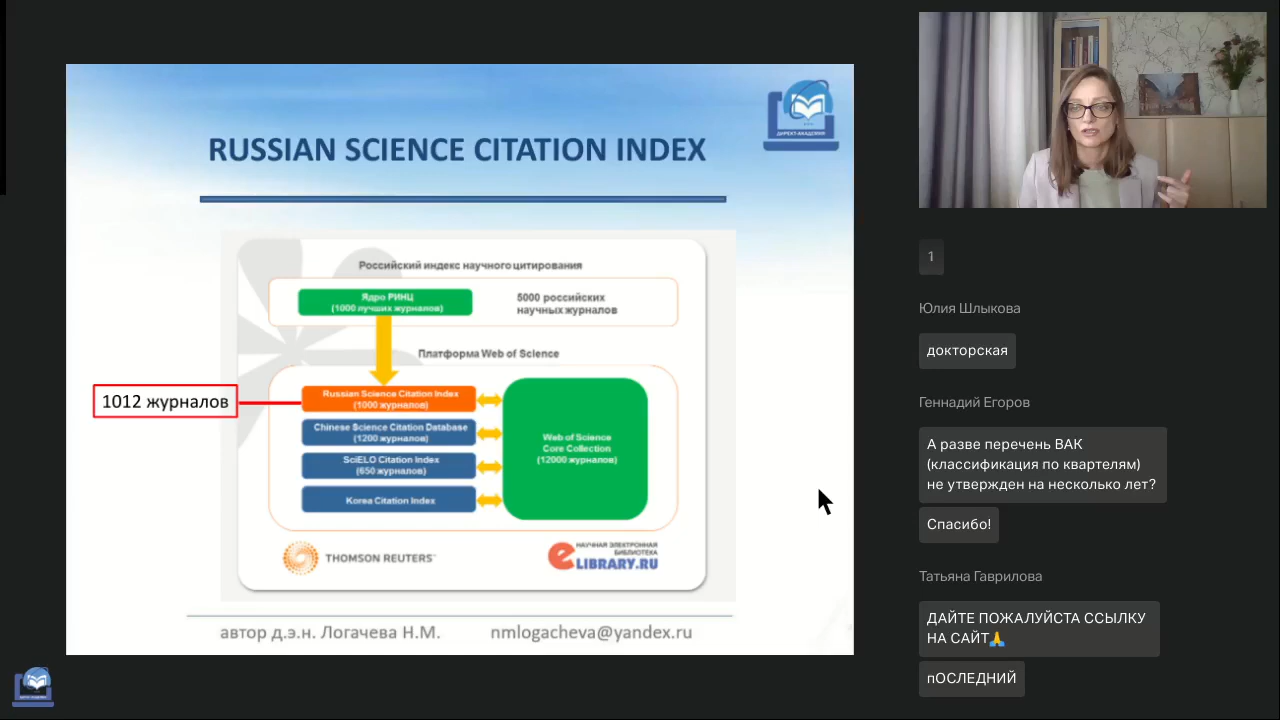 ДИРЕКТ-АКАДЕМИЯ
RUSSIAN SCIENCE CITATION INDEX
Российский индекс научного цитирования
Ядро РИНЦ
(1000 лучших журналов)
5000 российских
научных журналов
Платформа Web of Science
1012 журналов
Russian Science Citation Index
(1000 журналов)
Chinese Science Citation Database
(1200 журналов)
SciELO Citation Index
(650 журналов)
Korea Citation Index
Web of Science
Core Collection
(12000 журналов)
THOMSON REUTERS
НАУЧНАЯ ЭЛЕКТРОННАЯ
БИБЛИОТЕКА
eLIBRARY.RU
автор д.э.н. Логачева Н.М.
nmlogacheva@yandex.ru
1
Юлия Шлыкова
докторская
Геннадий Егоров
А разве перечень ВАК
(классификация по квартелям)
не утвержден на несколько лет?
Спасибо!
Татьяна Гаврилова
ДАЙТЕ ПОЖАЛУЙСТА ССЫЛКУ
НА САЙТ🙏
пОСЛЕДНИЙ